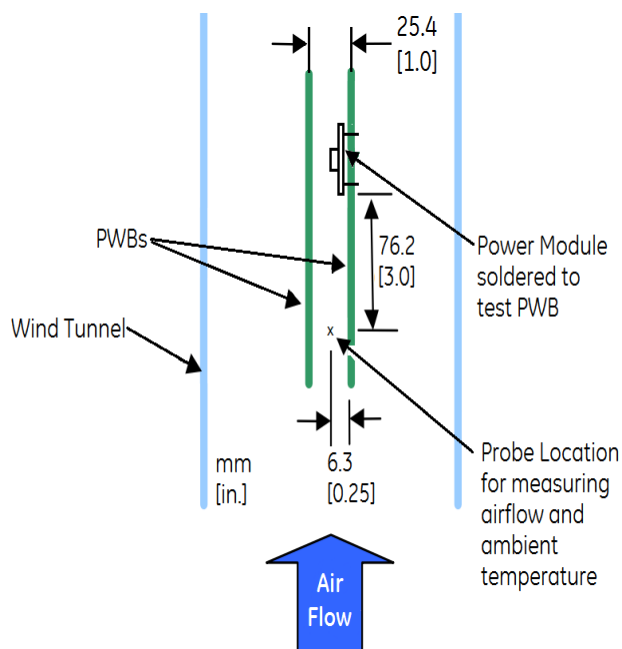 25.4
[1.0]
PWBs
76.2
[3.0]
Power Module
soldered to
test PWB
Wind Tunnel
x
mm
[in.]
6.3
[0.25]
Probe Location
for measuring
airflow and
ambient
temperature
Air
Flow